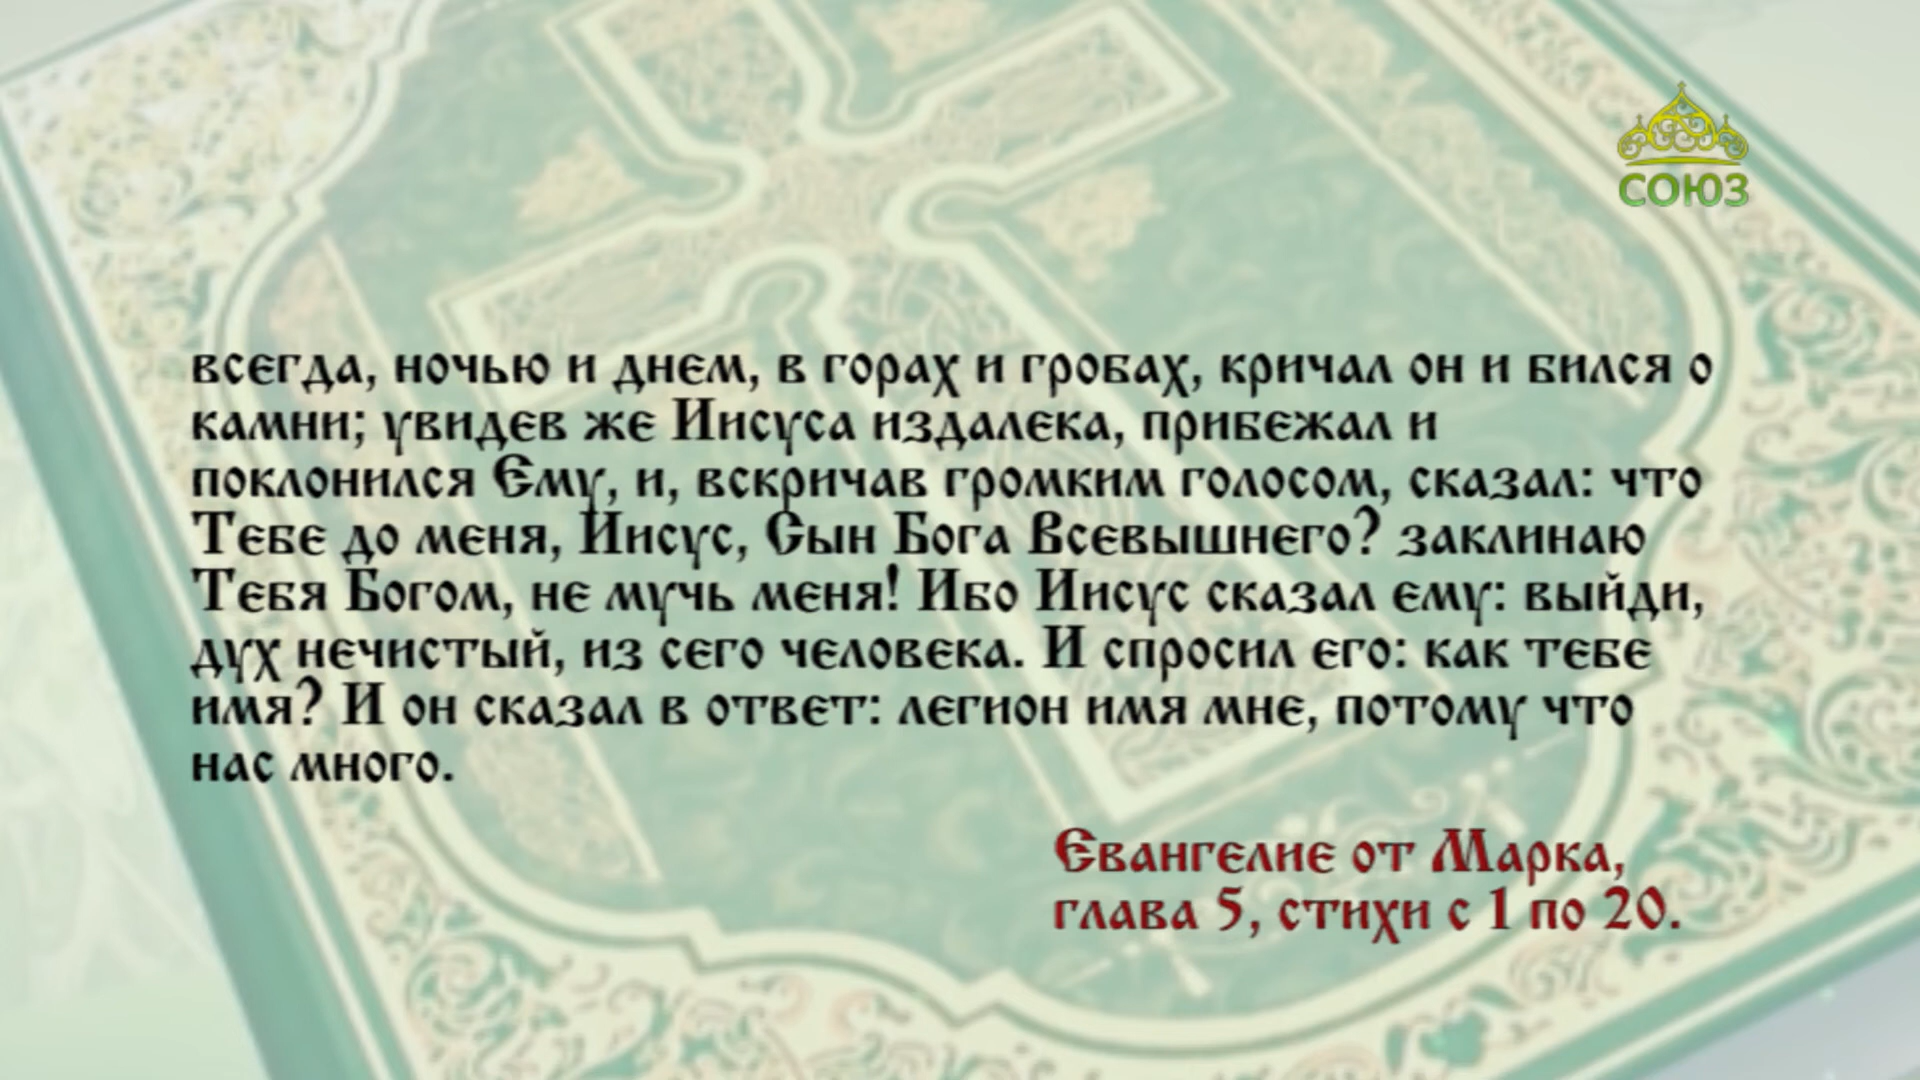 СОЮЗ
всегда, ночью и днем, в горах и гробах, кричал он и бился о
камни; увидев же Иисуса издалека, прибежал и
поклонился Ему, и, вскричав громким голосом, сказал: что
Тебе до меня, Иисус, Сын Бога Всевышнего? заклинаю
Тебя Богом, не мучь меня! Ибо Иисус сказал ему: выйди,
дух нечистый, из сего человека. И спросил его: как тебе
имя? И он сказал в ответ: легион имя мне, потому что
нас много.
Евангелие от Марка,
глава 5, стихи с 1 по 20.